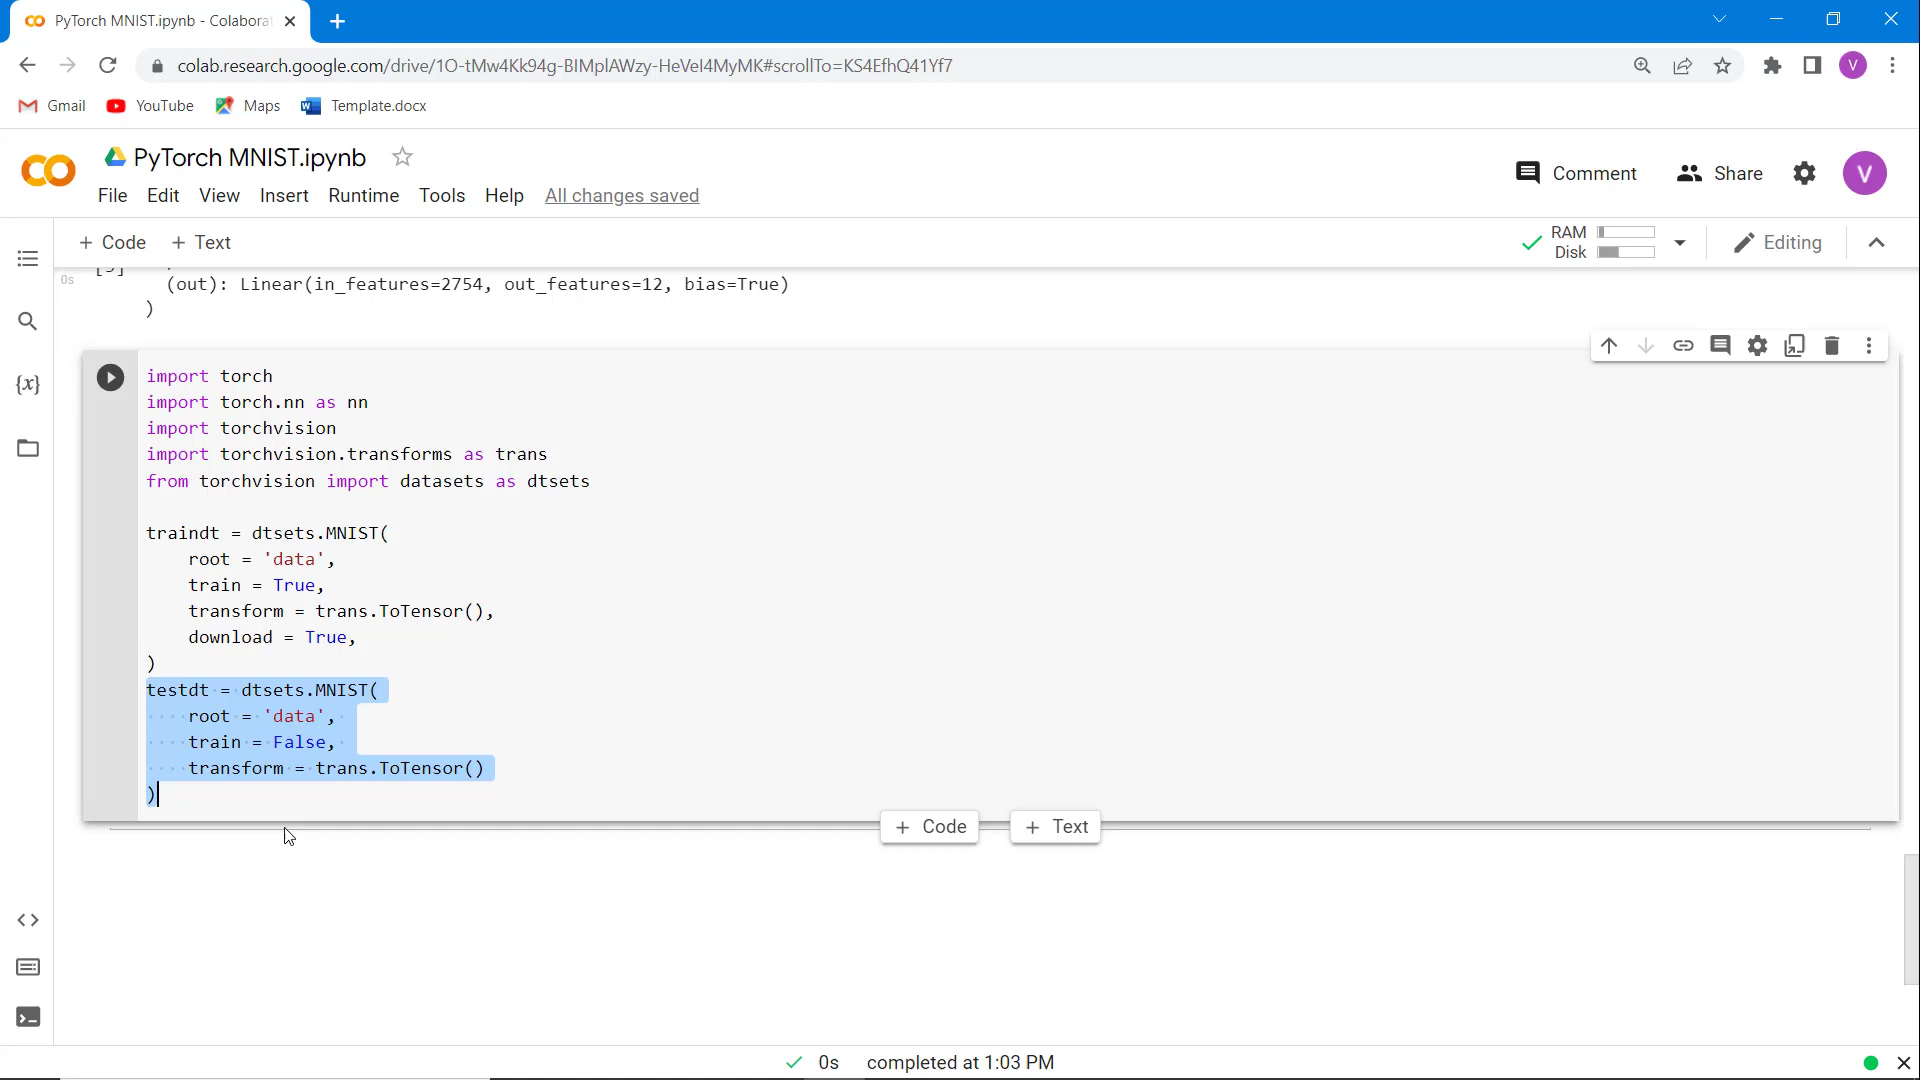 PyTorch MNIST.ipynb - Colabora
colab.research.google.com/drive/1O-tMw4Kk94g-BIMplAWzy-HeVeI4MyMK#scrollTo=KS4EfhQ41Yf7
V
Gmail YouTube Maps Template.docx
PyTorch MNIST.ipynb
Comment Share V
File Edit View Insert Runtime Tools Help All changes saved
+ Code + Text
RAM
Disk
Editing
0s
(out): Linear(in_features=2754, out_features=12, bias=True)
)
{x}
import torch
import torch.nn as nn
import torchvision
import torchvision.transforms as trans
from torchvision import datasets as dtsets
traindt = dtsets.MNIST(
root = 'data',
train = True,
transform = trans.ToTensor(),
download = True,
)
testdt = dtsets.MNIST(
root = 'data',
train = False,
transform = trans.ToTensor()
)
+ Code + Text
0s completed at 1:03 PM